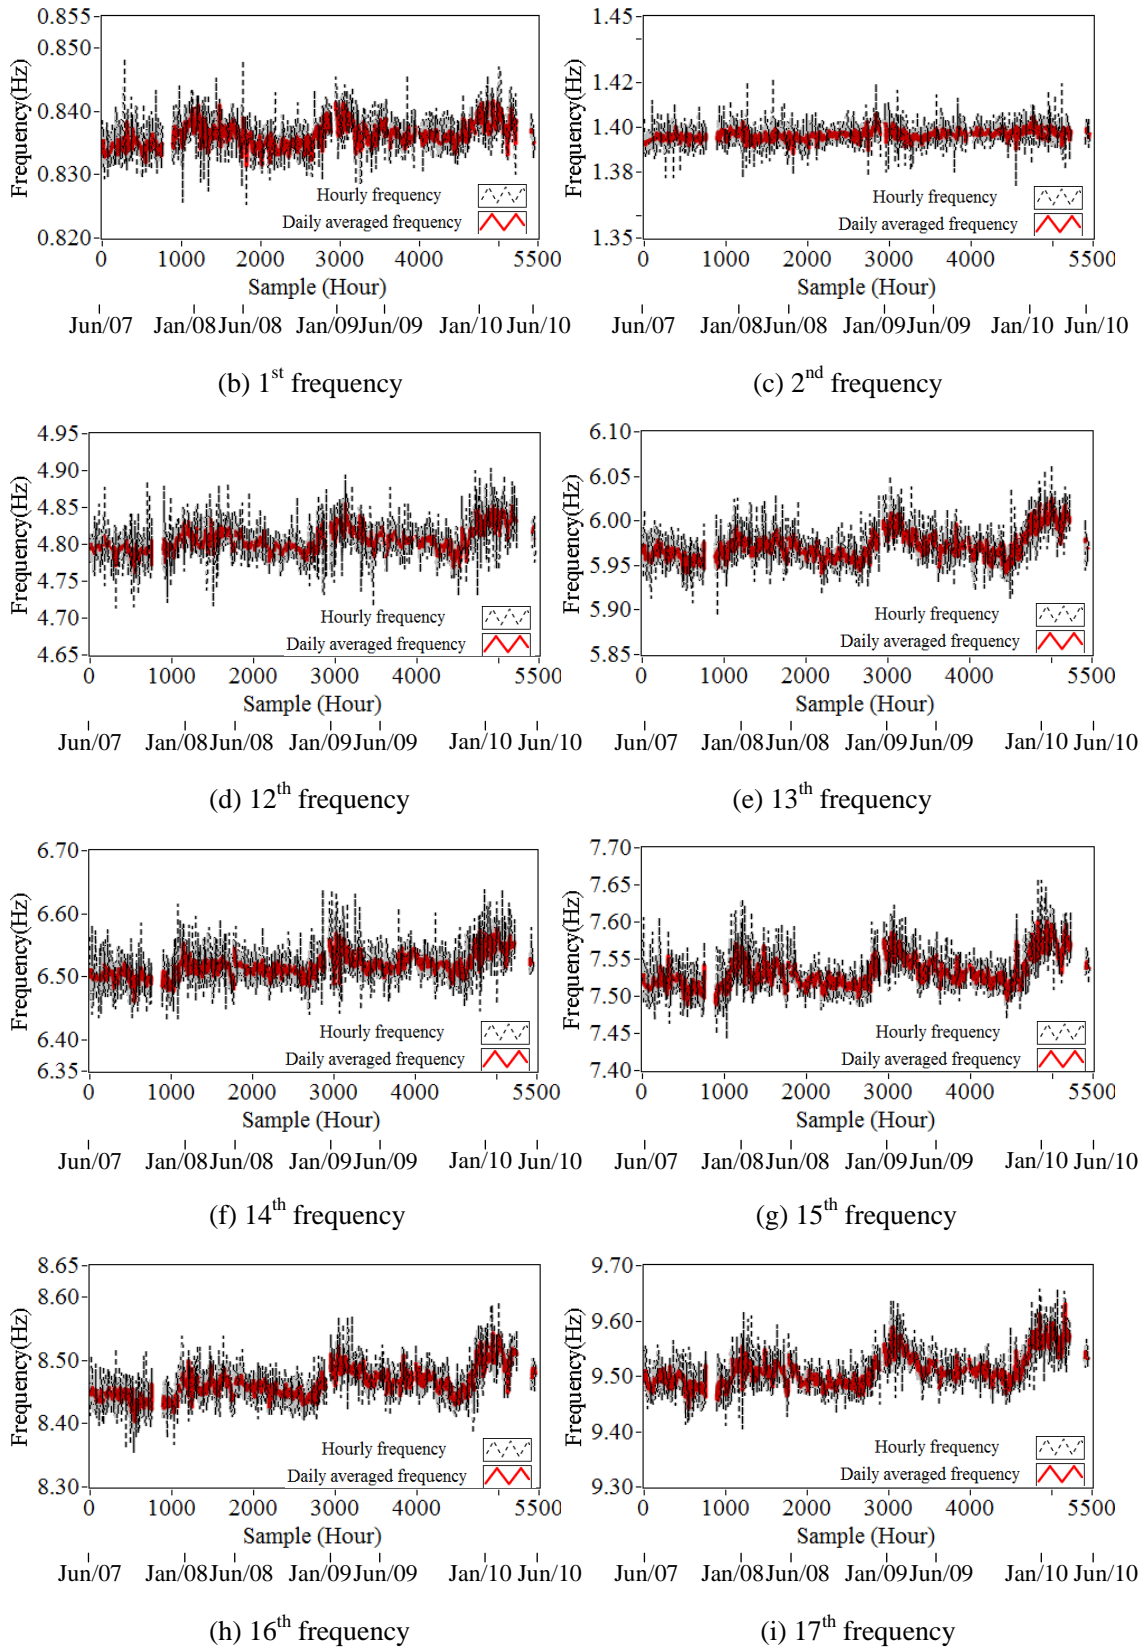 0.855
0.850
0.840
0.830
0.820
Frequency(Hz)
Hourly frequency
Daily averaged frequency
0 1000 2000 3000 4000 5500
Sample (Hour)
Jun/07 Jan/08 Jun/08 Jan/09 Jun/09 Jan/10 Jun/10
(b) 1st frequency
1.45
1.42
1.40
1.38
1.35
Frequency(Hz)
Hourly frequency
Daily averaged frequency
0 1000 2000 3000 4000 5500
Sample (Hour)
Jun/07 Jan/08 Jun/08 Jan/09 Jun/09 Jan/10 Jun/10
(c) 2nd frequency
4.95
4.90
4.85
4.80
4.75
4.70
4.65
Frequency(Hz)
Hourly frequency
Daily averaged frequency
0 1000 2000 3000 4000 5500
Sample (Hour)
Jun/07 Jan/08 Jun/08 Jan/09 Jun/09 Jan/10 Jun/10
(d) 12th frequency
6.10
6.05
6.00
5.95
5.90
5.85
Frequency(Hz)
Hourly frequency
Daily averaged frequency
0 1000 2000 3000 4000 5500
Sample (Hour)
Jun/07 Jan/08 Jun/08 Jan/09 Jun/09 Jan/10 Jun/10
(e) 13th frequency
6.70
6.60
6.50
6.40
6.35
Frequency(Hz)
Hourly frequency
Daily averaged frequency
0 1000 2000 3000 4000 5500
Sample (Hour)
Jun/07 Jan/08 Jun/08 Jan/09 Jun/09 Jan/10 Jun/10
(f) 14th frequency
7.70
7.65
7.60
7.55
7.50
7.45
7.40
Frequency(Hz)
Hourly frequency
Daily averaged frequency
0 1000 2000 3000 4000 5500
Sample (Hour)
Jun/07 Jan/08 Jun/08 Jan/09 Jun/09 Jan/10 Jun/10
(g) 15th frequency
8.65
8.60
8.50
8.40
8.30
Frequency(Hz)
Hourly frequency
Daily averaged frequency
0 1000 2000 3000 4000 5500
Sample (Hour)
Jun/07 Jan/08 Jun/08 Jan/09 Jun/09 Jan/10 Jun/10
(h) 16th frequency
9.70
9.60
9.50
9.40
9.30
Frequency(Hz)
Hourly frequency
Daily averaged frequency
0 1000 2000 3000 4000 5500
Sample (Hour)
Jun/07 Jan/08 Jun/08 Jan/09 Jun/09 Jan/10 Jun/10
(i) 17th frequency